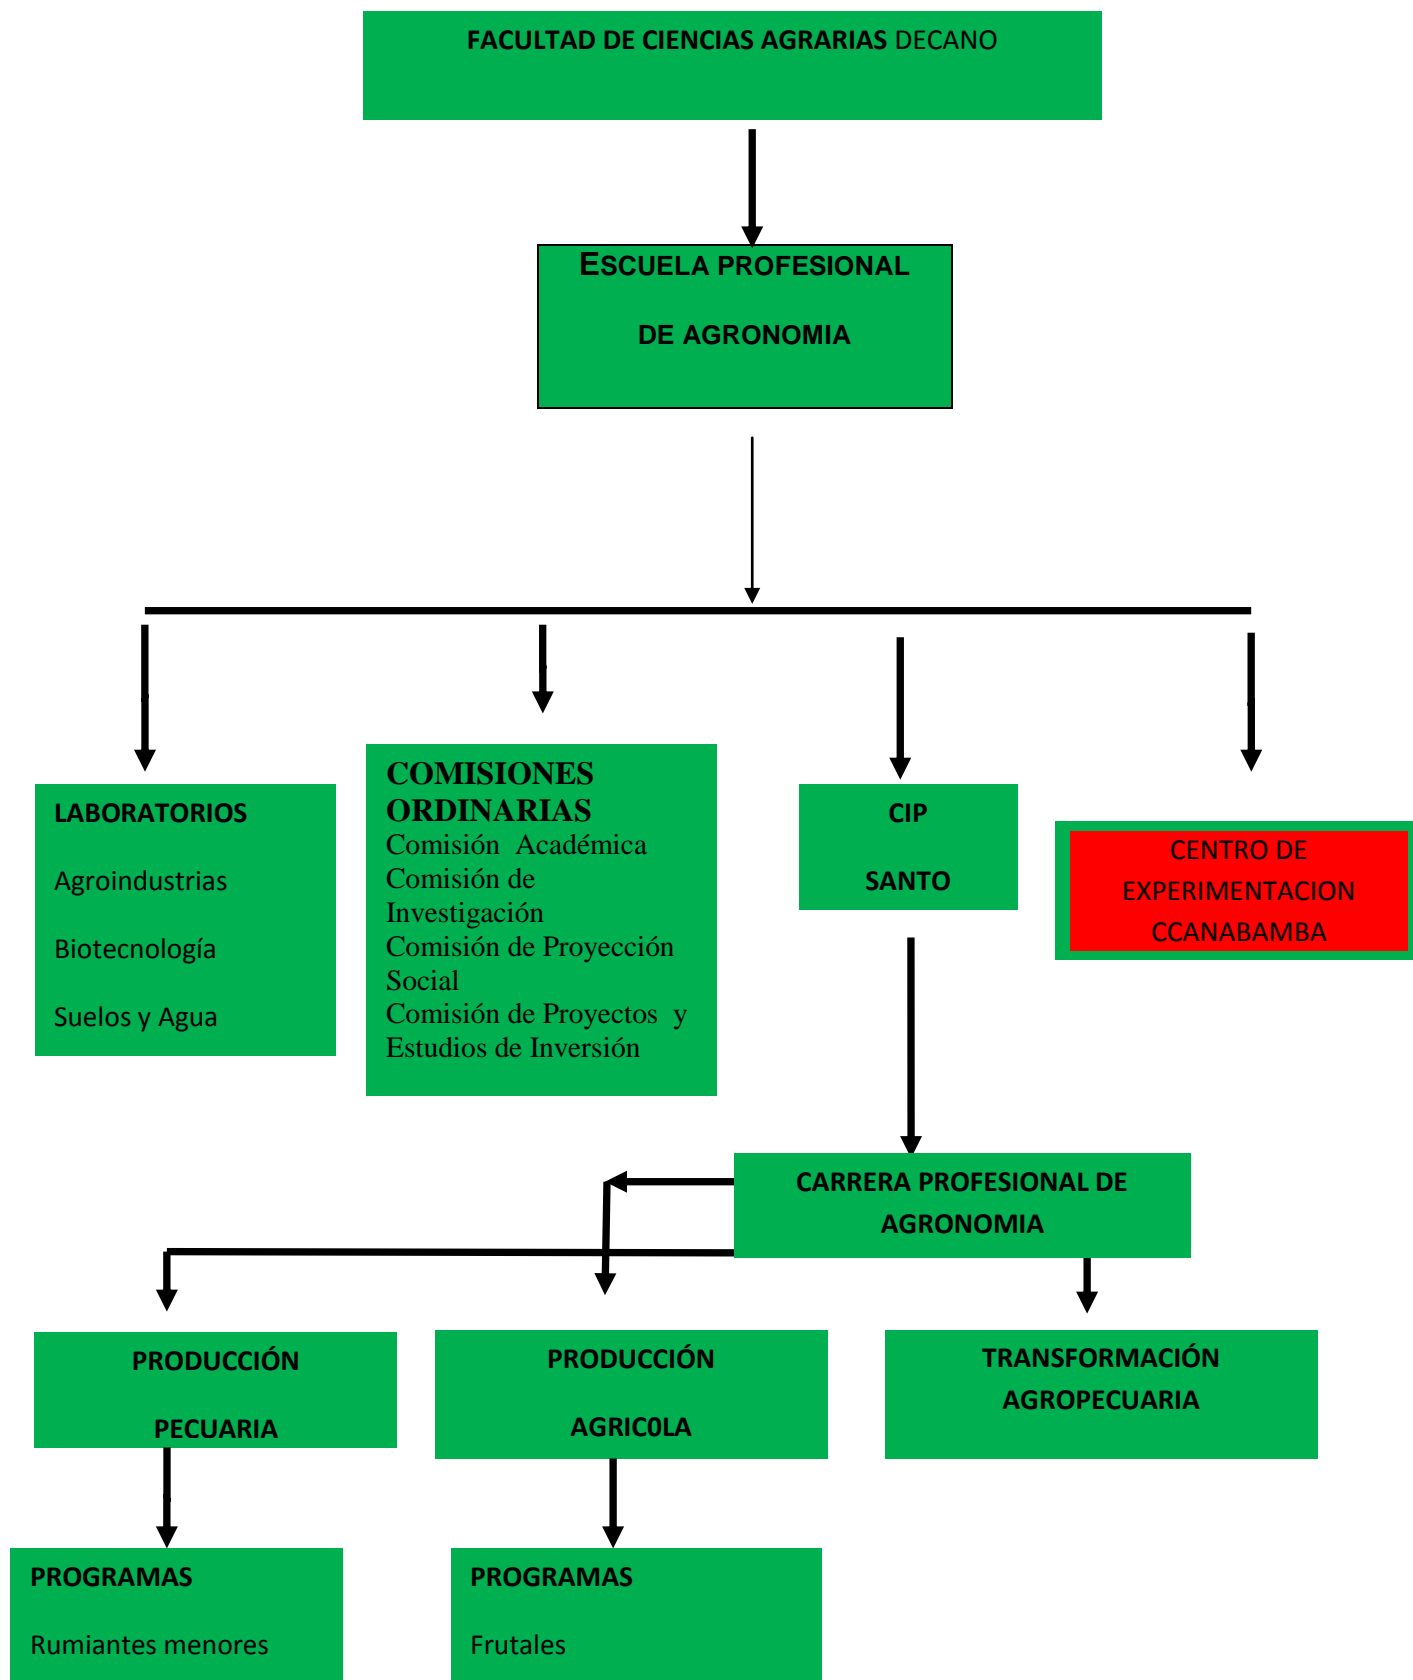 FACULTAD DE CIENCIAS AGRARIAS DECANO
ESCUELA PROFESIONAL
DE AGRONOMIA
LABORATORIOS
Agroindustrias
Biotecnología
Suelos y Agua
COMISIONES
ORDINARIAS
Comisión Académica
Comisión de
Investigación
Comisión de Proyección
Social
Comisión de Proyectos y
Estudios de Inversión
CIP
SANTO
CENTRO DE
EXPERIMENTACION
CCANABAMBA
CARRERA PROFESIONAL DE
AGRONOMIA
PRODUCCIÓN
PECUARIA
PRODUCCIÓN
AGRIC0LA
TRANSFORMACIÓN
AGROPECUARIA
PROGRAMAS
Rumiantes menores
PROGRAMAS
Frutales